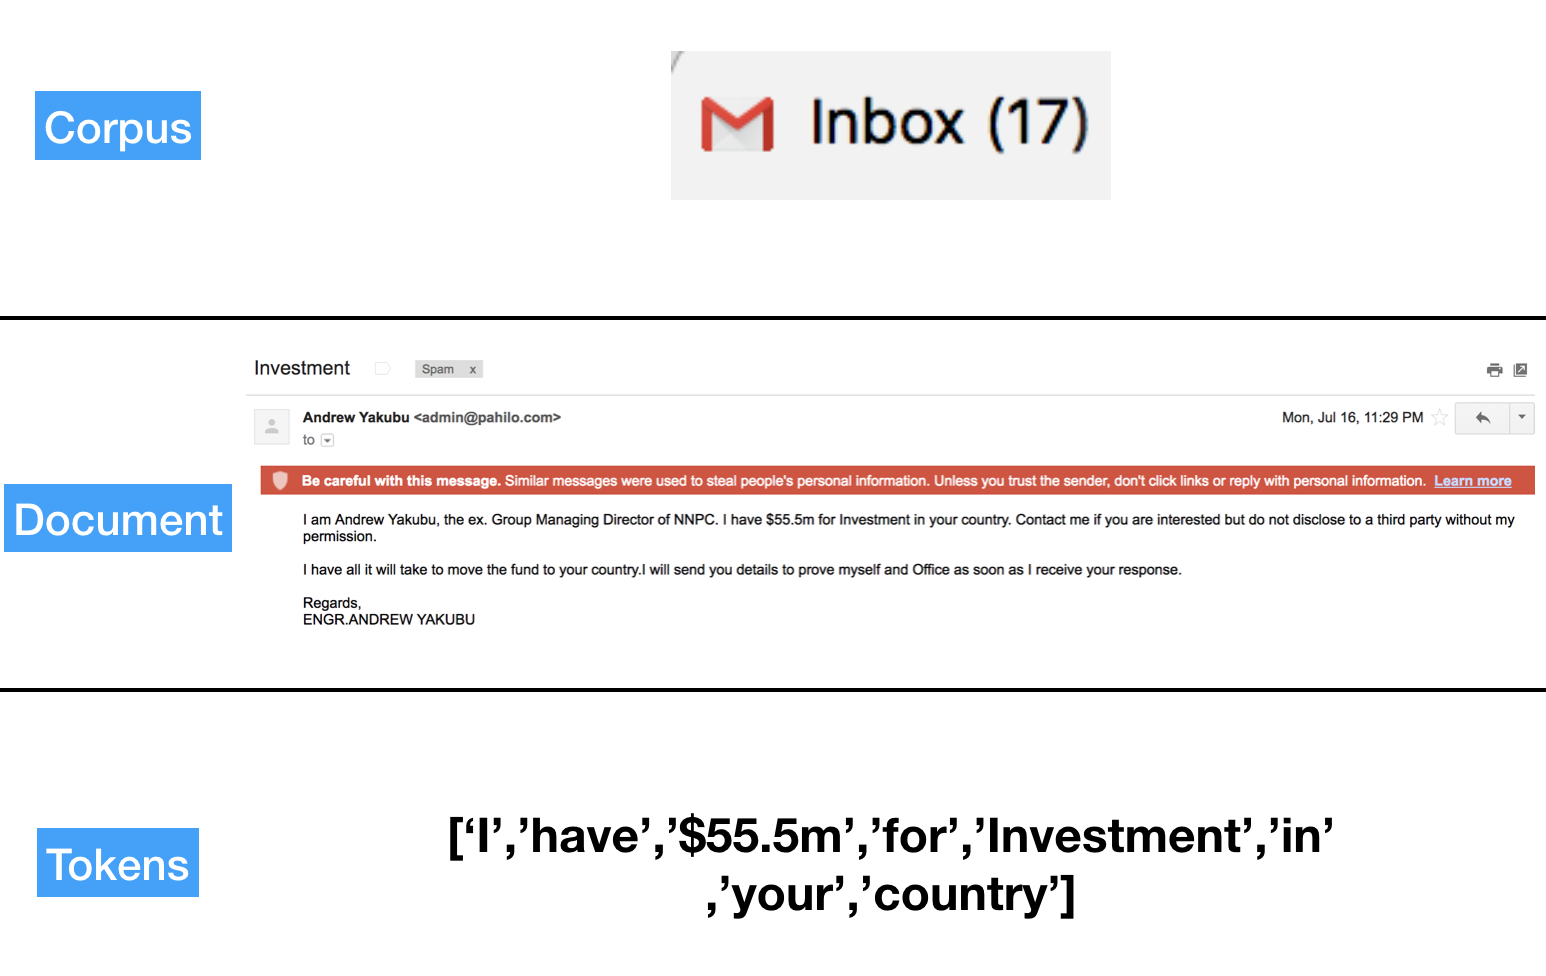 Corpus
Inbox (17)
Investment
Spam x
Andrew Yakubu <admin@pahilo.com>
Mon, Jul 16, 11:29 PM
to
Be careful with this message. Similar messages were used to steal people's personal information. Unless you trust the sender, don't click links or reply with personal information. Learn more
Document
I am Andrew Yakubu, the ex. Group Managing Director of NNPC. I have $55.5m for Investment in your country. Contact me if you are interested but do not disclose to a third party without my
permission.
I have all it will take to move the fund to your country.I will send you details to prove myself and Office as soon as I receive your response.
Regards,
ENGR.ANDREW YAKUBU
Tokens
[‘I’,’have’,’$55.5m’,’for’,’Investment’,’in’
,’your’,’country’]